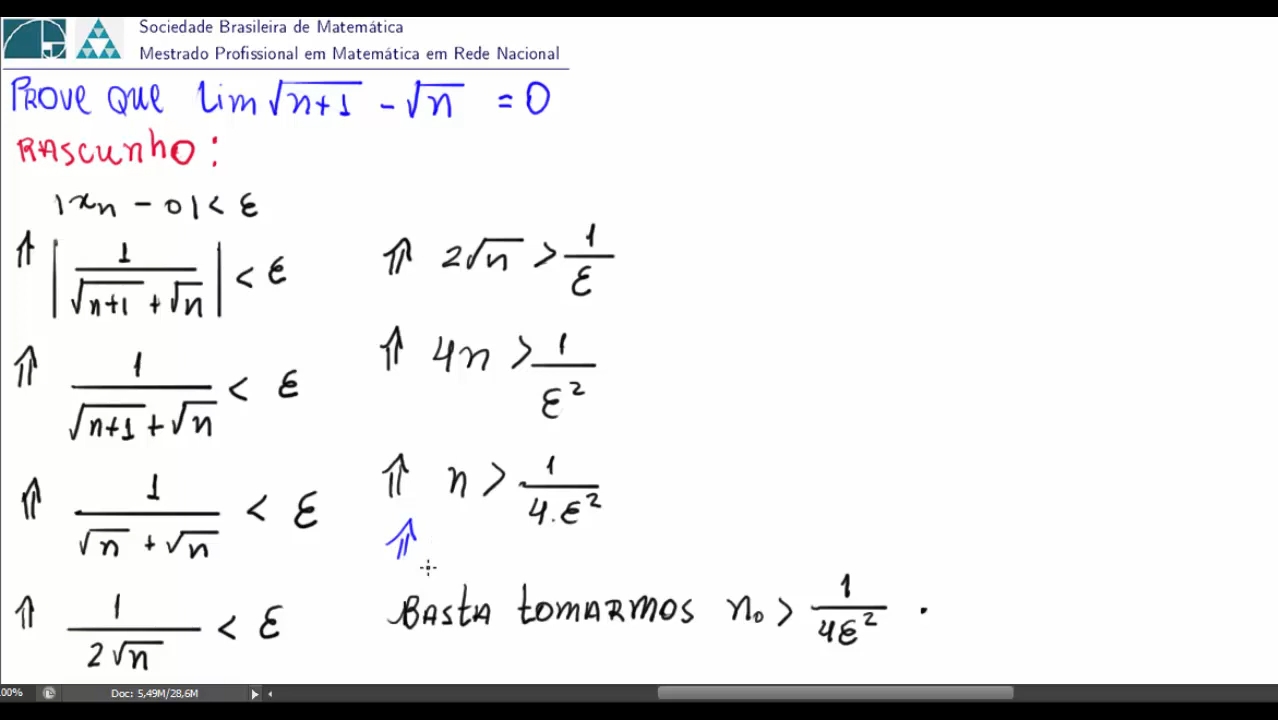 Sociedade Brasileira de Matemática
Mestrado Profissional em Matemática em Rede Nacional
PROVE QUE lim √(n+1) - √n = 0
RASCUNHO:
|xn - 0| < ε
⇑ |1/(√(n+1) + √n)| < ε
⇑ 1/(√(n+1) + √n) < ε
⇑ 1/(√n + √n) < ε
⇑ 1/(2√n) < ε
⇑ 2√n > 1/ε
⇑ 4n > 1/ε²
⇑ n > 1/(4.ε²)
⇑
BASTA TOMARMOS n₀ > 1/(4ε²).
00% Doc: 5,49M/28,6M